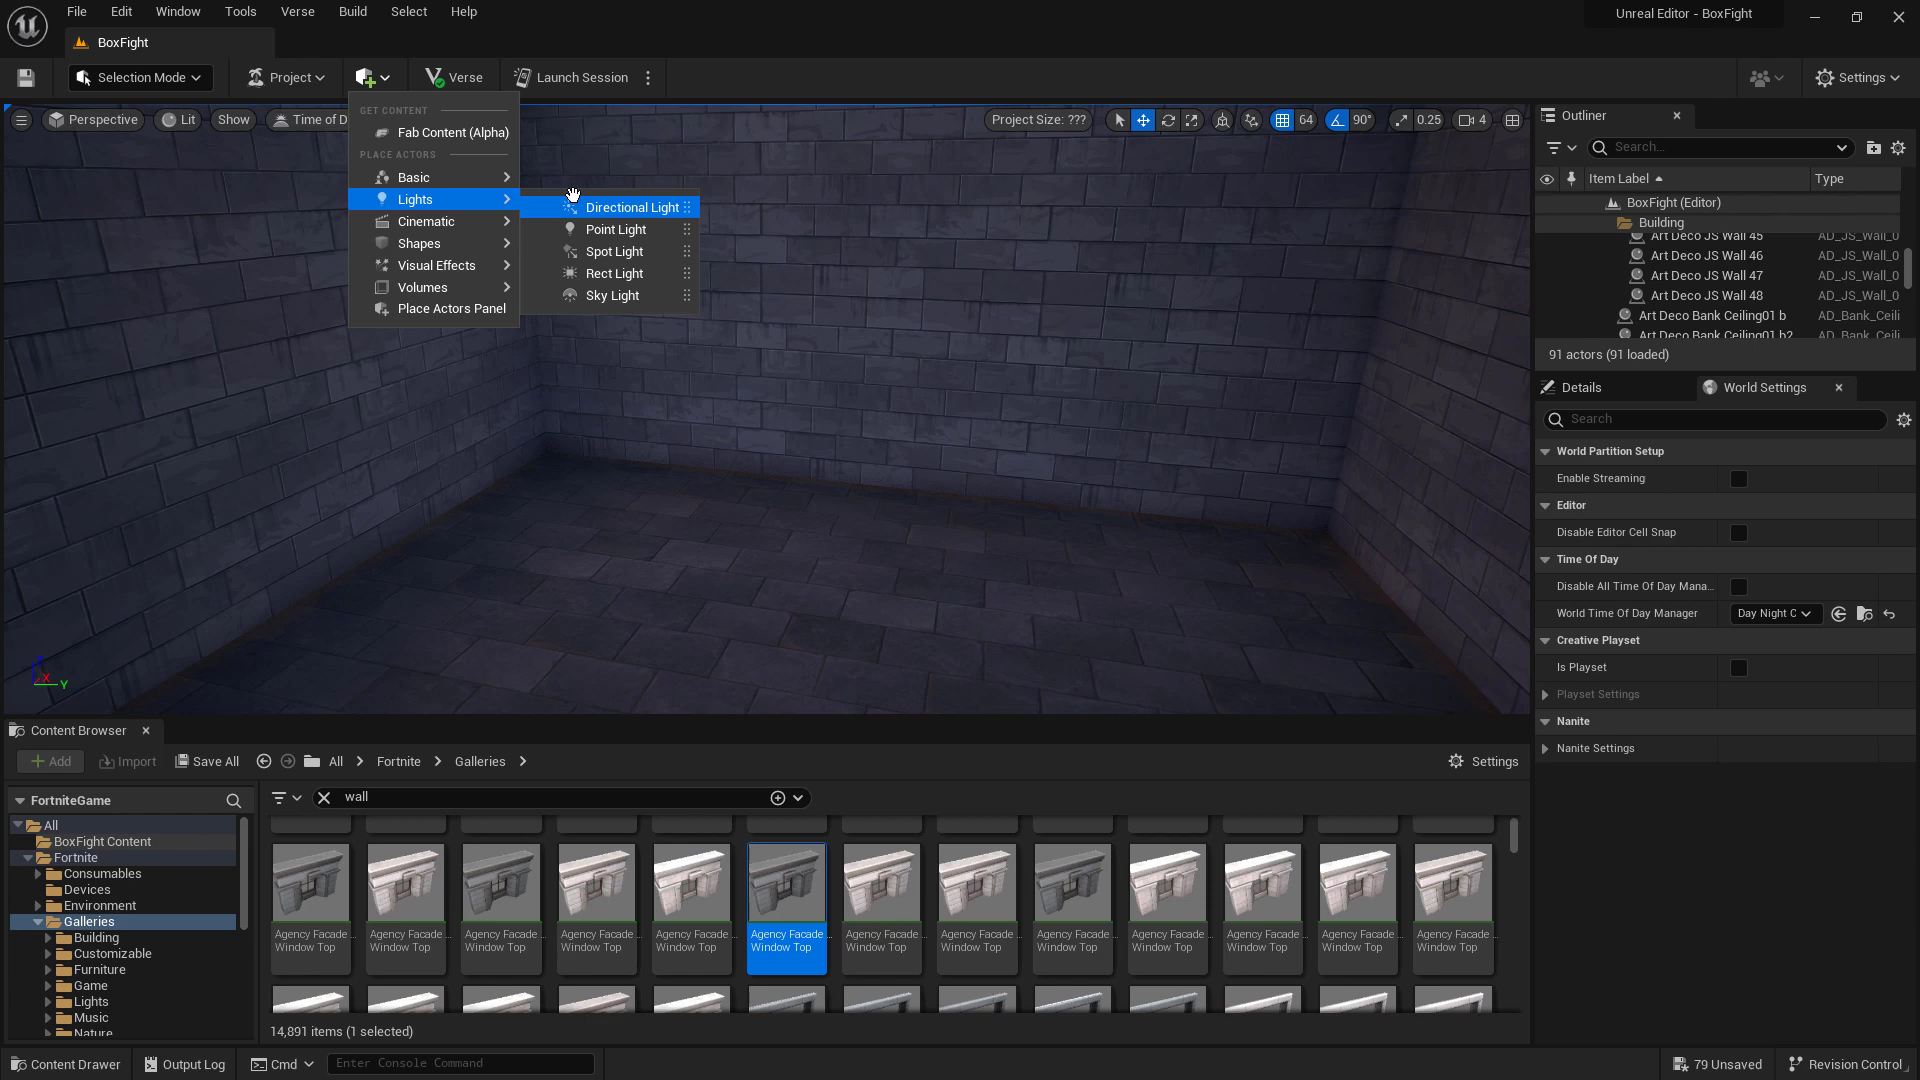 File Edit Window Tools Verse Build Select Help
Unreal Editor - BoxFight
BoxFight
Selection Mode
Project
Verse
Launch Session
Settings
Perspective
Lit
Show
Time of D
Project Size: ???
64
90°
0.25
4
GET CONTENT
Fab Content (Alpha)
PLACE ACTORS
Basic
Lights
Cinematic
Shapes
Visual Effects
Volumes
Place Actors Panel
Directional Light
Point Light
Spot Light
Rect Light
Sky Light
X
Y
Outliner
Search...
Item Label
Type
BoxFight (Editor)
Building
Art Deco JS Wall 45 AD_JS_Wall_0
Art Deco JS Wall 46 AD_JS_Wall_0
Art Deco JS Wall 47 AD_JS_Wall_0
Art Deco JS Wall 48 AD_JS_Wall_0
Art Deco Bank Ceiling01 b AD_Bank_Ceili
Art Deco Bank Ceiling01 b2 AD_Bank_Ceili
91 actors (91 loaded)
Details
World Settings
Search
World Partition Setup
Enable Streaming
Editor
Disable Editor Cell Snap
Time Of Day
Disable All Time Of Day Mana...
World Time Of Day Manager
Day Night C
Creative Playset
Is Playset
Playset Settings
Nanite
Nanite Settings
Content Browser
Add
Import
Save All
All
Fortnite
Galleries
Settings
FortniteGame
All
BoxFight Content
Fortnite
Consumables
Devices
Environment
Galleries
Building
Customizable
Furniture
Game
Lights
Music
Nature
wall
Agency Facade ... Agency Facade ... Agency Facade ... Agency Facade ... Agency Facade ... Agency Facade ... Agency Facade ... Agency Facade ... Agency Facade ... Agency Facade ... Agency Facade ... Agency Facade ... Agency Facade ...
Window Top Window Top Window Top Window Top Window Top Window Top Window Top Window Top Window Top Window Top Window Top Window Top Window Top
14,891 items (1 selected)
Content Drawer
Output Log
Cmd
Enter Console Command
79 Unsaved
Revision Control